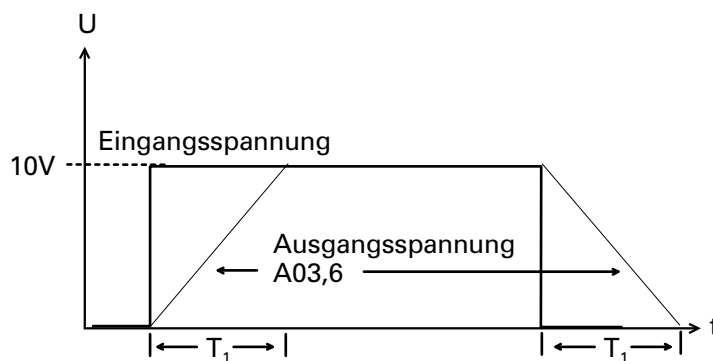 U
Eingangsspannung
10V
Ausgangsspannung
A03,6
t
T₁
T₁